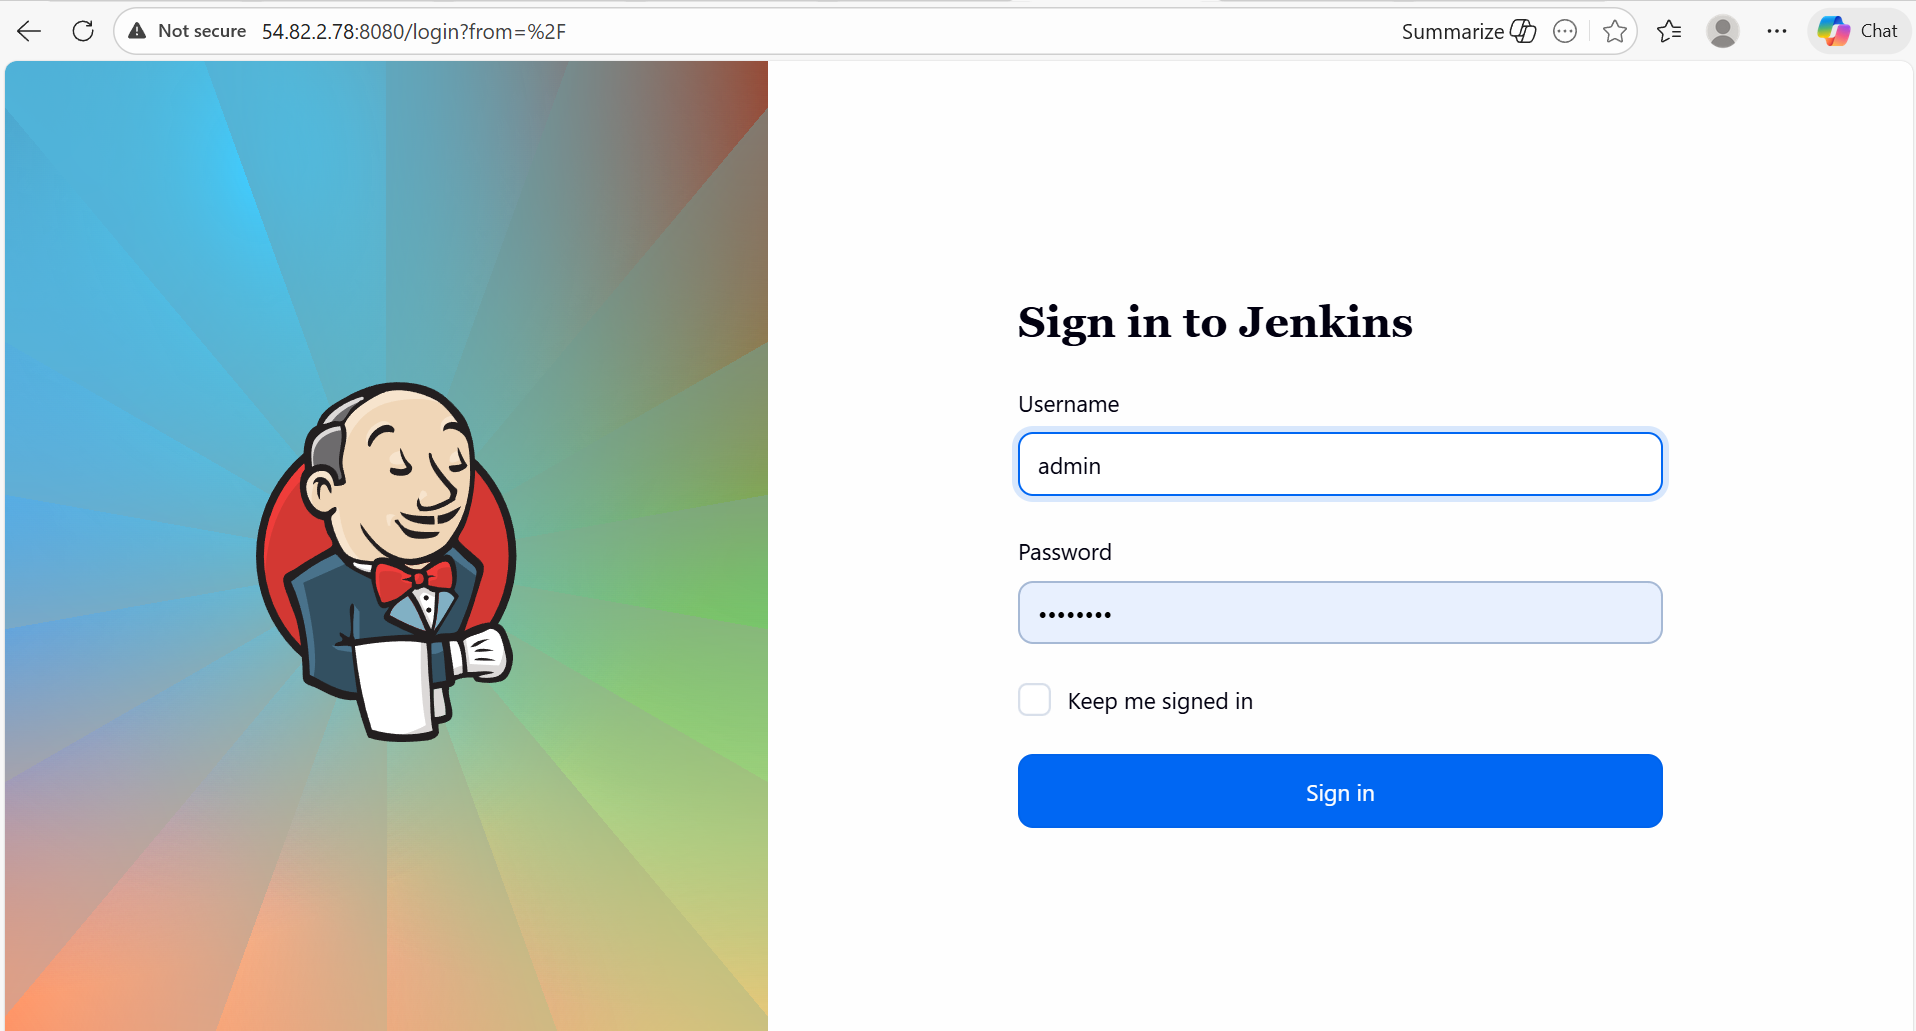 Not secure 54.82.2.78:8080/login?from=%2F Summarize Chat
Sign in to Jenkins
Username
admin
Password
••••••••
Keep me signed in
Sign in